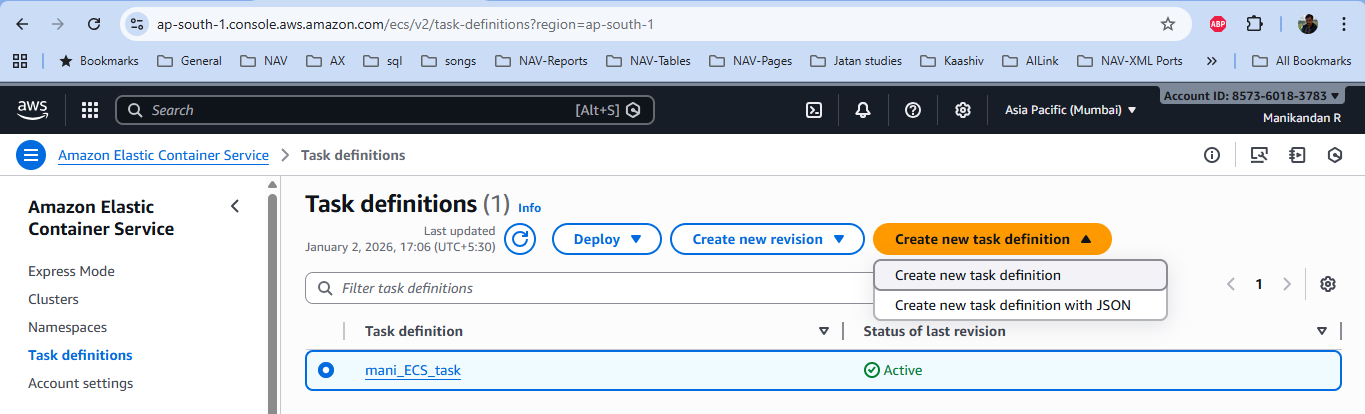 ap-south-1.console.aws.amazon.com/ecs/v2/task-definitions?region=ap-south-1
ABP
Bookmarks General NAV AX sql songs NAV-Reports NAV-Tables NAV-Pages Jatan studies Kaashiv AILink NAV-XML Ports » All Bookmarks
aws Search [Alt+S] Asia Pacific (Mumbai) Account ID: 8573-6018-3783
Manikandan R
Amazon Elastic Container Service Task definitions
Amazon Elastic
Container Service
Express Mode
Clusters
Namespaces
Task definitions
Account settings
Task definitions (1) Info
Last updated
January 2, 2026, 17:06 (UTC+5:30)
Deploy Create new revision Create new task definition
Create new task definition
Create new task definition with JSON
Filter task definitions
1
Task definition Status of last revision
mani_ECS_task Active